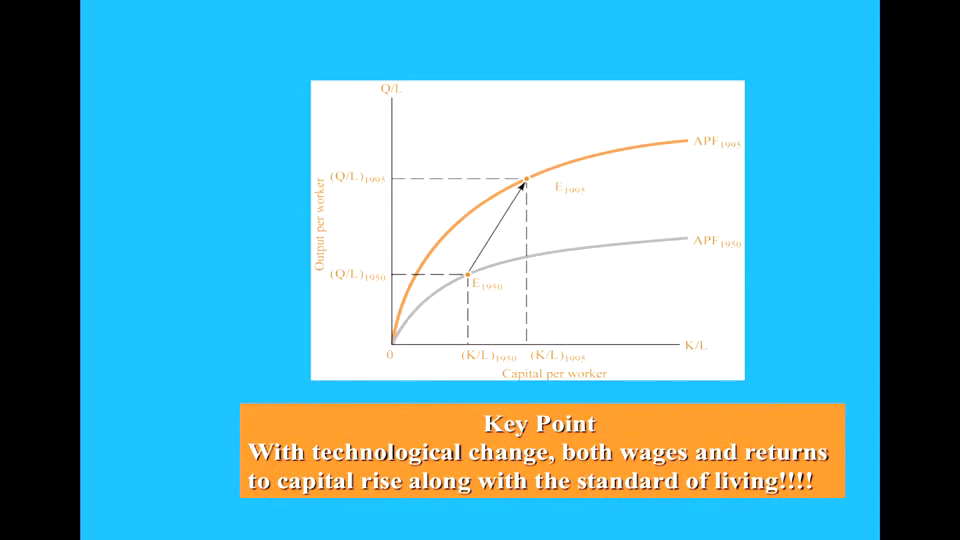 Q/L
APF1995
(Q/L)1995
E1995
Output per worker
APF1950
(Q/L)1950
E1950
K/L
0
(K/L)1950 (K/L)1995
Capital per worker
Key Point
With technological change, both wages and returns
to capital rise along with the standard of living!!!!